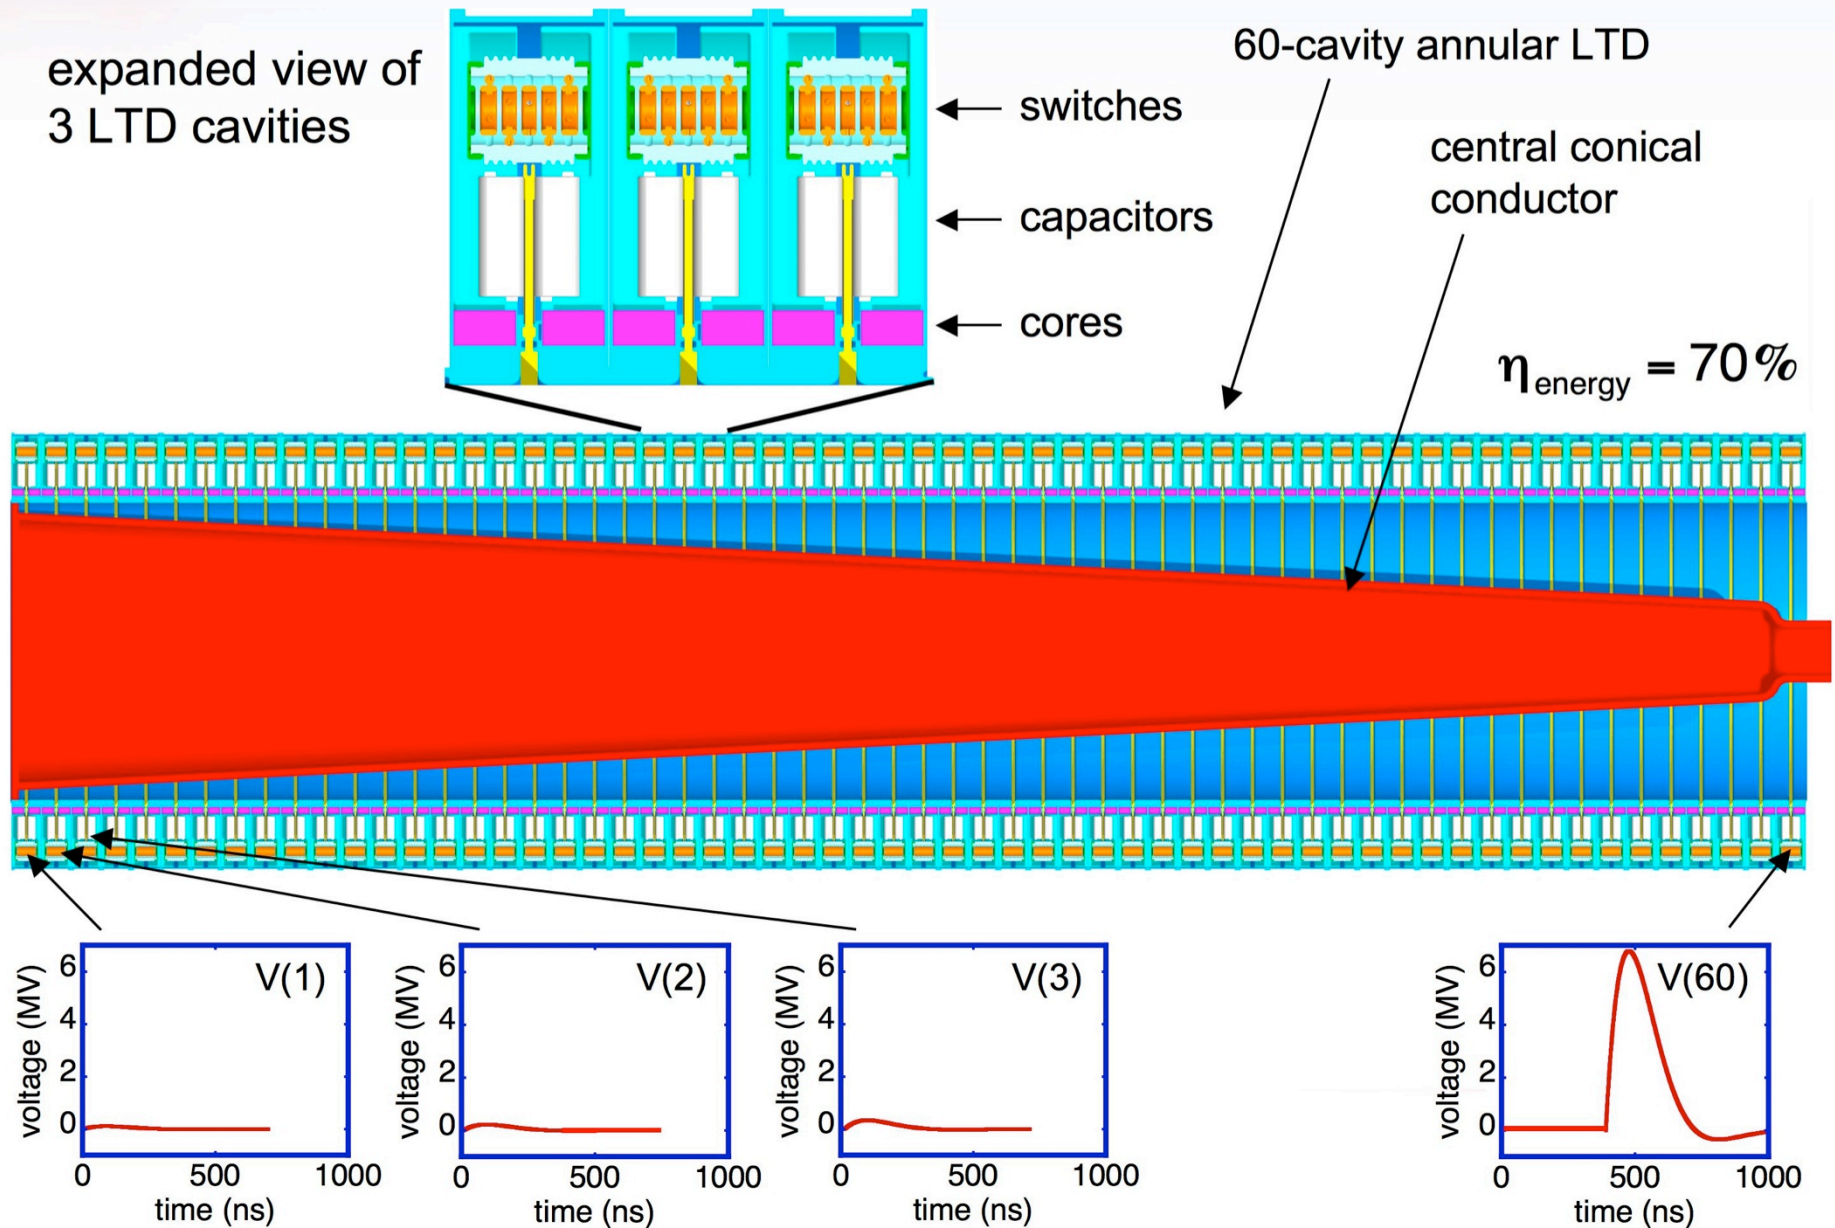 expanded view of
3 LTD cavities
switches
capacitors
cores
60-cavity annular LTD
central conical
conductor
ηenergy = 70%
voltage (MV)
6
4
2
0
V(1)
0 500 1000
time (ns)
voltage (MV)
6
4
2
0
V(2)
0 500 1000
time (ns)
voltage (MV)
6
4
2
0
V(3)
0 500 1000
time (ns)
voltage (MV)
6
4
2
0
V(60)
0 500 1000
time (ns)